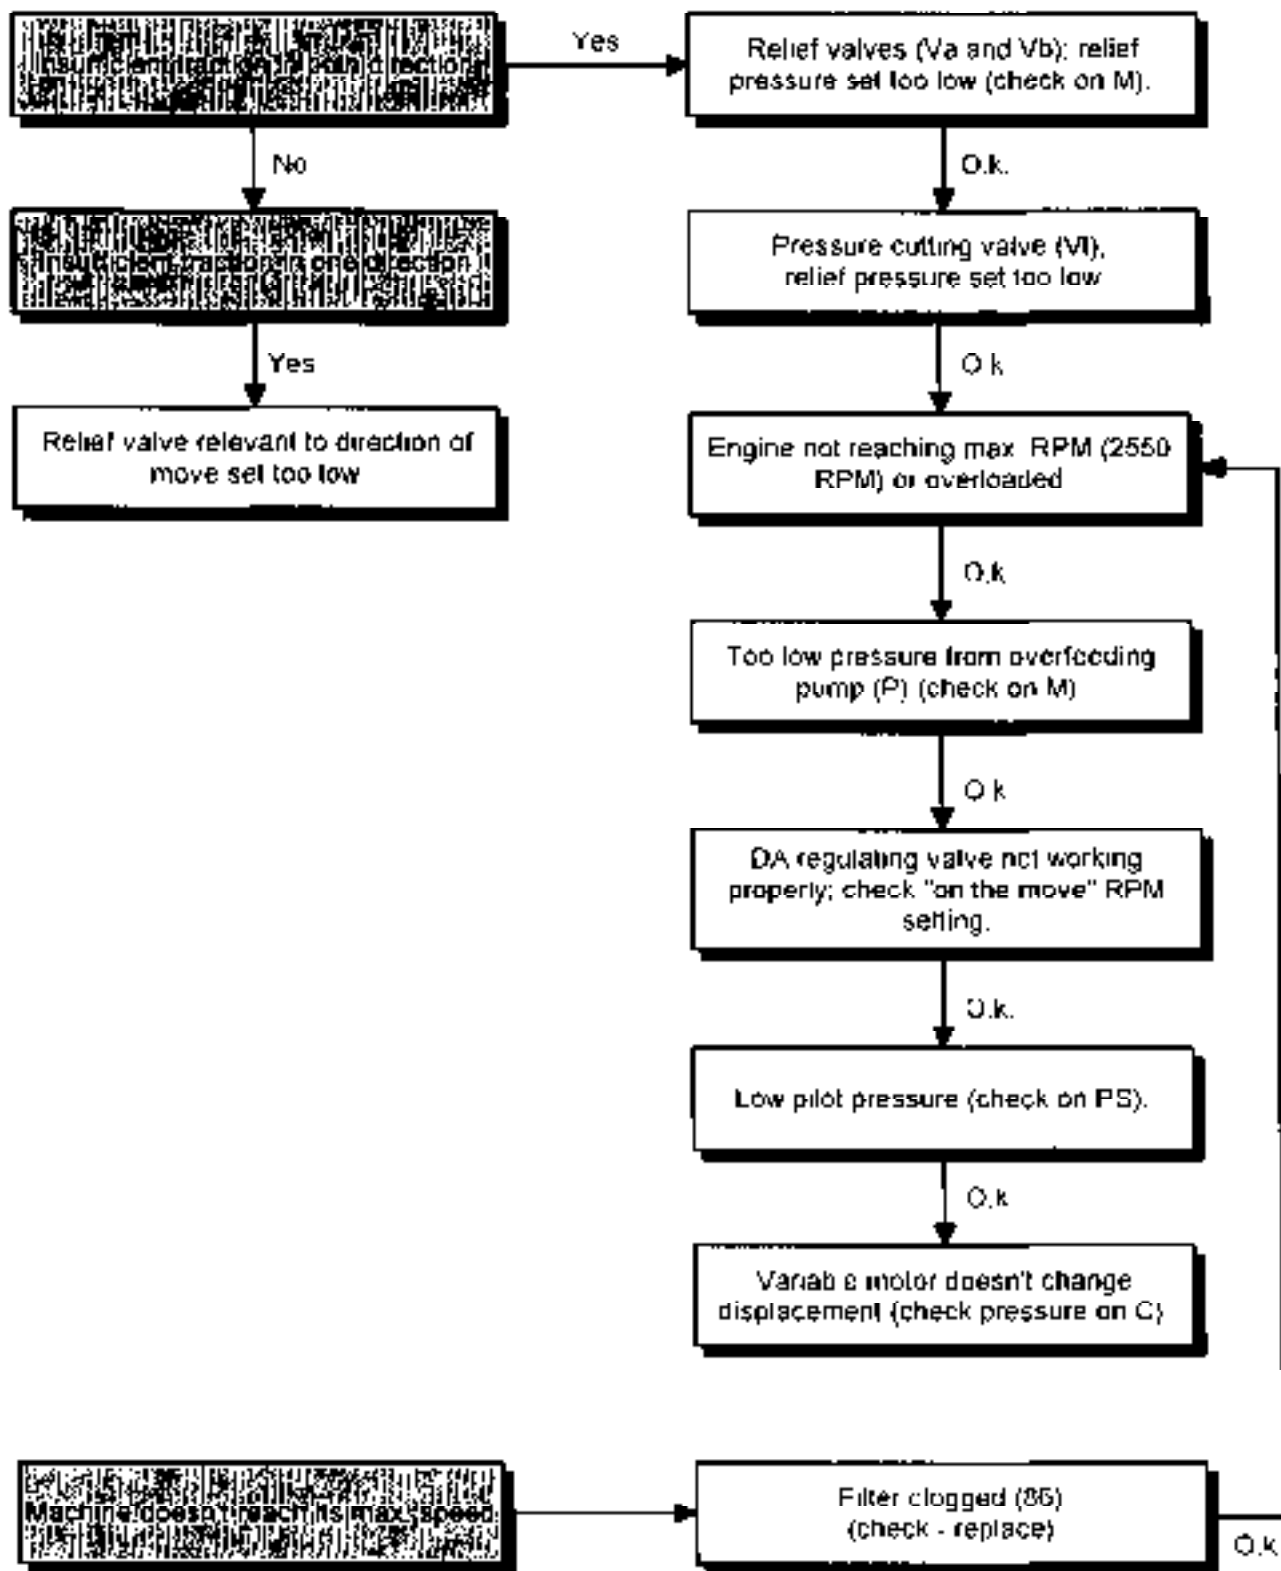 Insufficient traction in both directions
Yes
Relief valves (Va and Vb); relief
pressure set too low (check on M).
No
O.k.
Insufficient traction in one direction
Pressure cutting valve (Vl),
relief pressure set too low
Yes
O.k
Relief valve relevant to direction of
move set too low
Engine not reaching max. RPM (2550
RPM) or overloaded
O.k
Too low pressure from overfeeding
pump (P) (check on M)
O.k
DA regulating valve not working
properly; check "on the move" RPM
setting.
O.k.
Low pilot pressure (check on PS).
O.k
Variable motor doesn't change
displacement (check pressure on C)
Machine doesn't reach its max. speed
Filter clogged (86)
(check - replace)
O.k